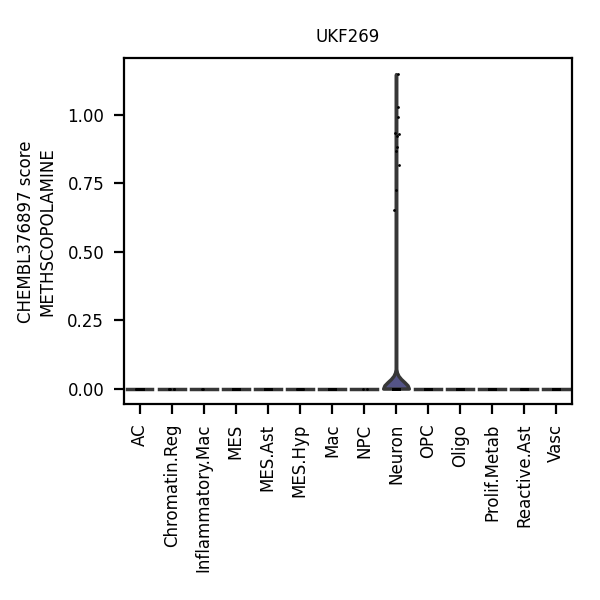 UKF269
CHEMBL376897 score
METHSCOPOLAMINE
1.00
0.75
0.50
0.25
0.00
AC
Chromatin.Reg
Inflammatory.Mac
MES
MES.Ast
MES.Hyp
Mac
NPC
Neuron
OPC
Oligo
Prolif.Metab
Reactive.Ast
Vasc